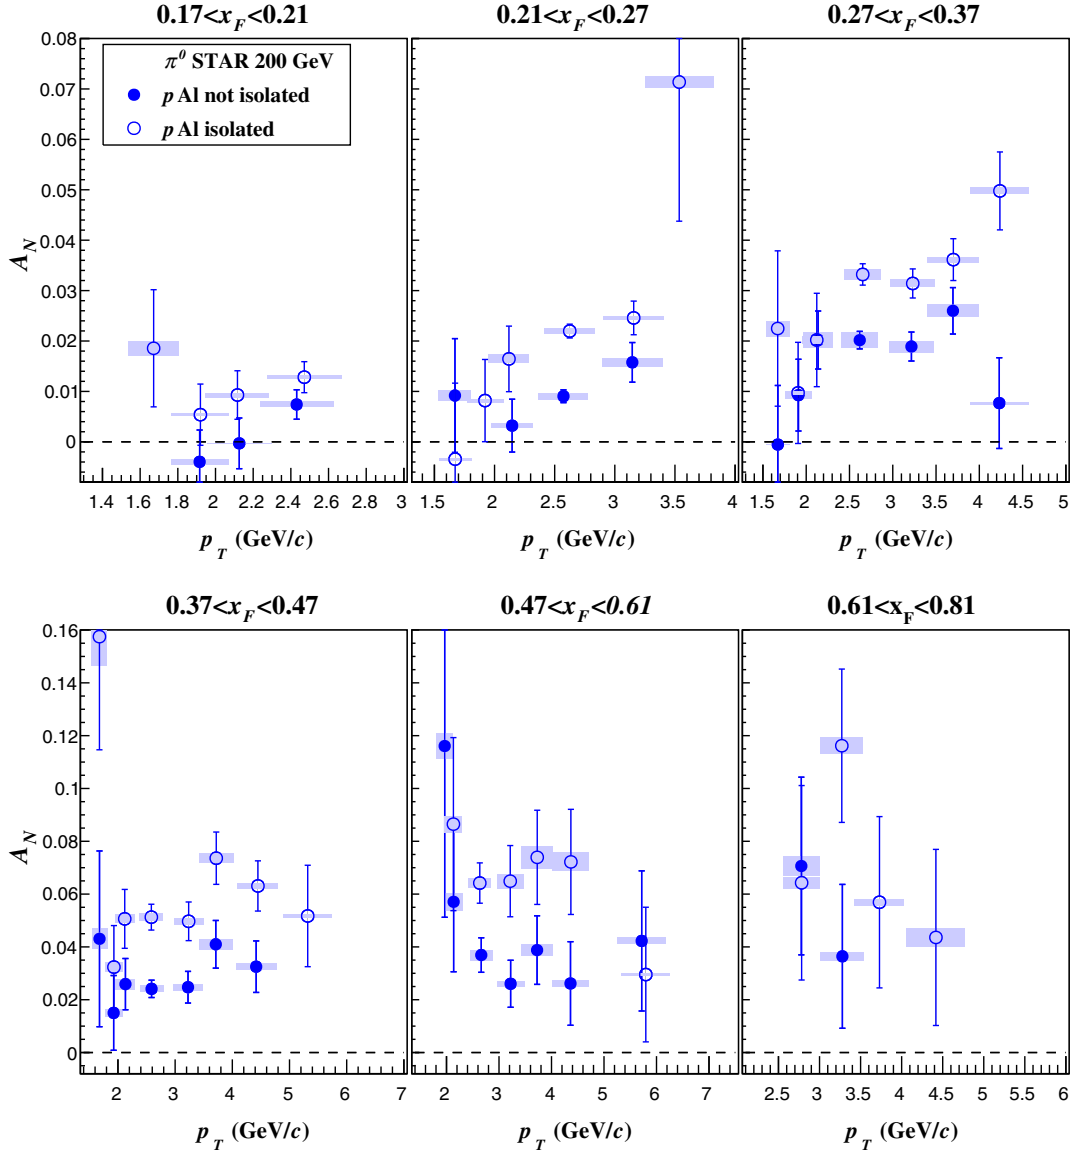 0.17<x_F<0.21
0.21<x_F<0.27
0.27<x_F<0.37
0.08
0.07
0.06
0.05
0.04
0.03
0.02
0.01
0
A_N
π⁰ STAR 200 GeV
p Al not isolated
p Al isolated
1.4 1.6 1.8 2 2.2 2.4 2.6 2.8 3
1.5 2 2.5 3 3.5 4
1.5 2 2.5 3 3.5 4 4.5 5
p_T (GeV/c)
p_T (GeV/c)
p_T (GeV/c)
0.37<x_F<0.47
0.47<x_F<0.61
0.61<x_F<0.81
0.16
0.14
0.12
0.1
0.08
0.06
0.04
0.02
0
A_N
2 3 4 5 6 7
2 3 4 5 6 7
2.5 3 3.5 4 4.5 5 5.5 6
p_T (GeV/c)
p_T (GeV/c)
p_T (GeV/c)